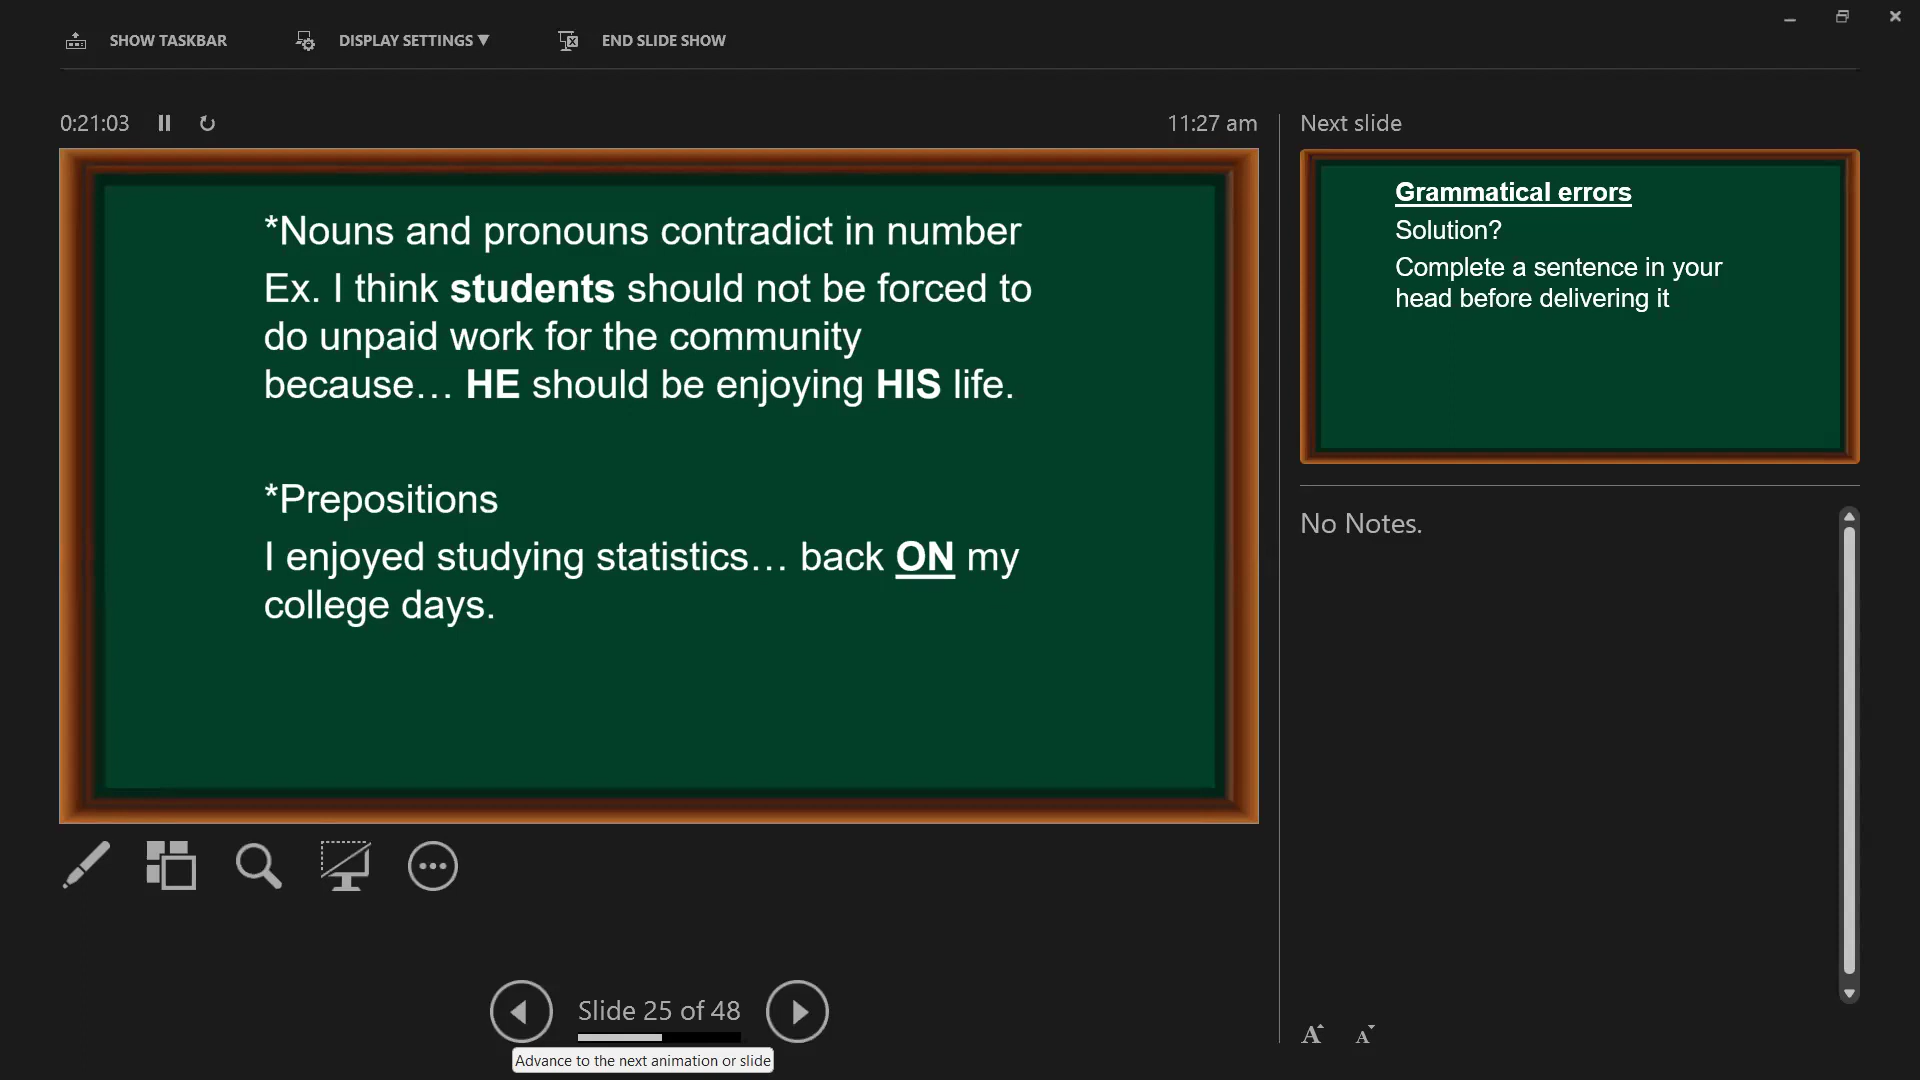 SHOW TASKBAR
DISPLAY SETTINGS ▼
END SLIDE SHOW
0:21:03
11:27 am
*Nouns and pronouns contradict in number
Ex. I think students should not be forced to
do unpaid work for the community
because… HE should be enjoying HIS life.
*Prepositions
I enjoyed studying statistics… back ON my
college days.
Next slide
Grammatical errors
Solution?
Complete a sentence in your
head before delivering it
No Notes.
Slide 25 of 48
Advance to the next animation or slide
A A